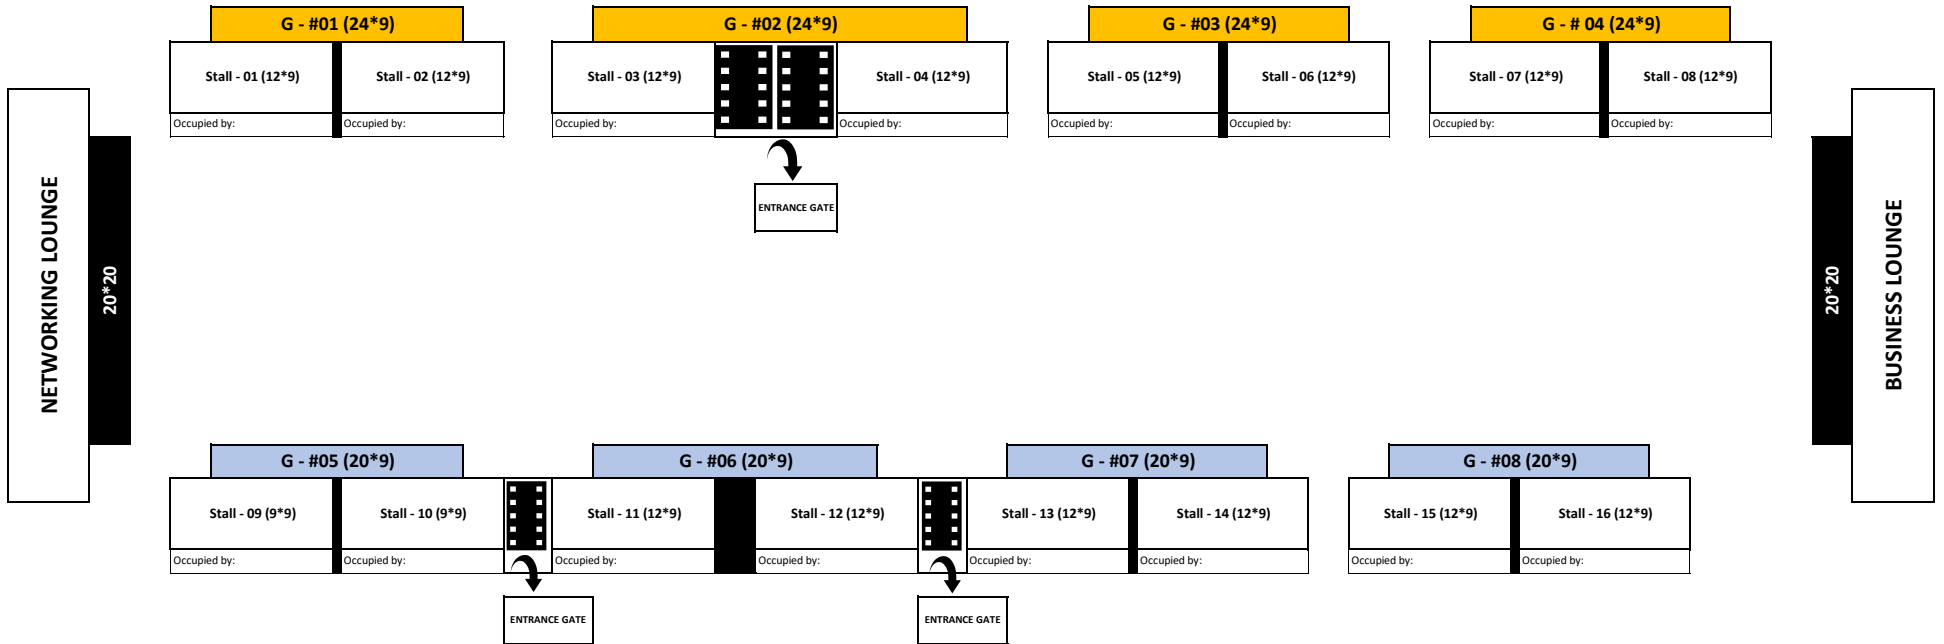 G - #01 (24*9)
G - #02 (24*9)
G - #03 (24*9)
G - # 04 (24*9)
Stall - 01 (12*9)
Stall - 02 (12*9)
Stall - 03 (12*9)
Stall - 04 (12*9)
Stall - 05 (12*9)
Stall - 06 (12*9)
Stall - 07 (12*9)
Stall - 08 (12*9)
Occupied by:
Occupied by:
Occupied by:
Occupied by:
Occupied by:
Occupied by:
Occupied by:
Occupied by:
ENTRANCE GATE
NETWORKING LOUNGE
20*20
20*20
BUSINESS LOUNGE
G - #05 (20*9)
G - #06 (20*9)
G - #07 (20*9)
G - #08 (20*9)
Stall - 09 (9*9)
Stall - 10 (9*9)
Stall - 11 (12*9)
Stall - 12 (12*9)
Stall - 13 (12*9)
Stall - 14 (12*9)
Stall - 15 (12*9)
Stall - 16 (12*9)
Occupied by:
Occupied by:
Occupied by:
Occupied by:
Occupied by:
Occupied by:
Occupied by:
Occupied by:
ENTRANCE GATE
ENTRANCE GATE